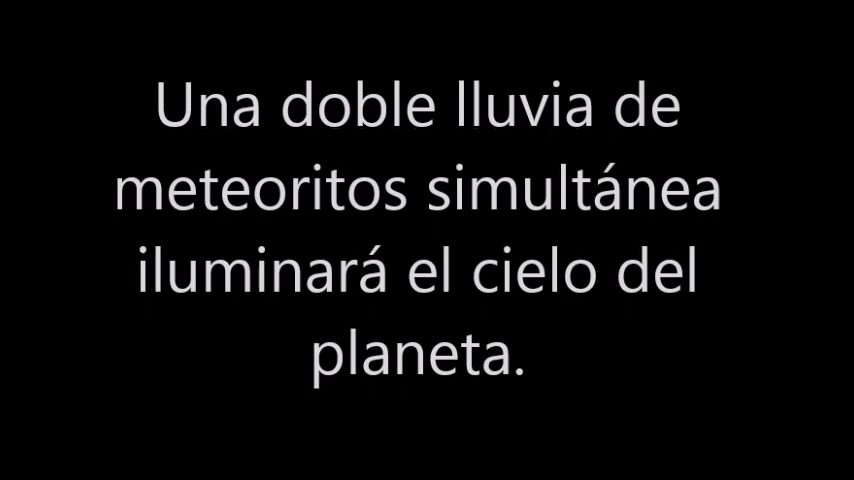 Una doble lluvia de
meteoritos simultánea
iluminará el cielo del
planeta.